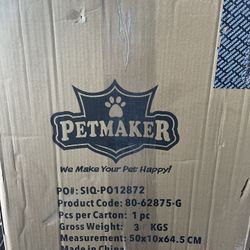 PETMAKER
We Make Your Pet Happy!
PO#: SIQ-PO12872
Product Code: 80-62875-G
Pcs per Carton: 1 pc
Gross Weight: 3 KGS
Measurement: 50x10x64.5 CM
Made in China